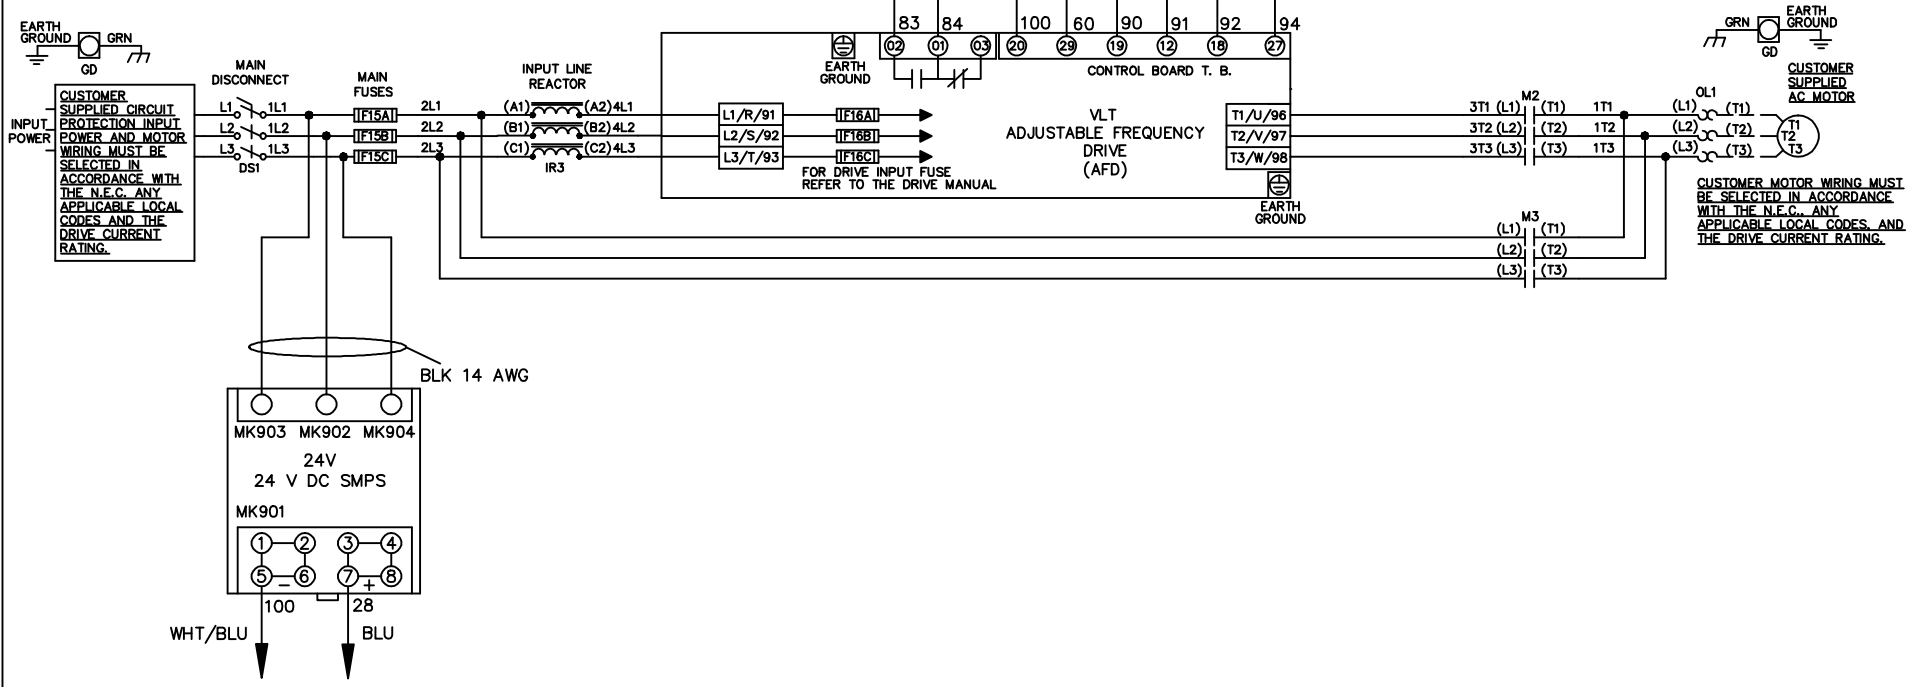 EARTH
GROUND
GRN
GD
CUSTOMER
SUPPLIED CIRCUIT
PROTECTION INPUT
POWER AND MOTOR
WIRING MUST BE
SELECTED IN
ACCORDANCE WITH
THE N.E.C. ANY
APPLICABLE LOCAL
CODES AND THE
DRIVE CURRENT
RATING.
INPUT
POWER
MAIN
DISCONNECT
L1 1L1
L2 1L2
L3 1L3
DS1
MAIN
FUSES
F15A
F15B
F15C
2L1
2L2
2L3
INPUT LINE
REACTOR
(A1) (A2) 4L1
(B1) (B2) 4L2
(C1) (C2) 4L3
IR3
83 84 100 60 90 91 92 94
02 01 03 20 29 19 12 18 27
EARTH
GROUND
CONTROL BOARD T. B.
L1/R/91
L2/S/92
L3/T/93
F16A
F16B
F16C
FOR DRIVE INPUT FUSE
REFER TO THE DRIVE MANUAL
VLT
ADJUSTABLE FREQUENCY
DRIVE
(AFD)
T1/U/96
T2/V/97
T3/W/98
EARTH
GROUND
M2
3T1 (L1) (T1) 1T1
3T2 (L2) (T2) 1T2
3T3 (L3) (T3) 1T3
M3
(L1) (T1)
(L2) (T2)
(L3) (T3)
OL1
(L1) (T1)
(L2) (T2)
(L3) (T3)
T1
T2
T3
GRN
GD
EARTH
GROUND
CUSTOMER
SUPPLIED
AC MOTOR
CUSTOMER MOTOR WIRING MUST
BE SELECTED IN ACCORDANCE
WITH THE N.E.C., ANY
APPLICABLE LOCAL CODES, AND
THE DRIVE CURRENT RATING.
BLK 14 AWG
MK903 MK902 MK904
24V
24 V DC SMPS
MK901
1 2 3 4
5 6 7 8
− +
100 28
WHT/BLU BLU